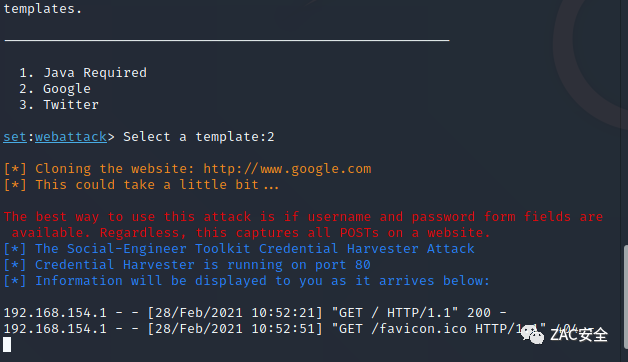 templates.
1. Java Required
2. Google
3. Twitter
set:webattack> Select a template:2
[*] Cloning the website: http://www.google.com
[*] This could take a little bit...
The best way to use this attack is if username and password form fields are
available. Regardless, this captures all POSTs on a website.
[*] The Social-Engineer Toolkit Credential Harvester Attack
[*] Credential Harvester is running on port 80
[*] Information will be displayed to you as it arrives below:
192.168.154.1 - - [28/Feb/2021 10:52:21] "GET / HTTP/1.1" 200 -
192.168.154.1 - - [28/Feb/2021 10:52:51] "GET /favicon.ico HTTP/1.1" 404 -
ZAC安全